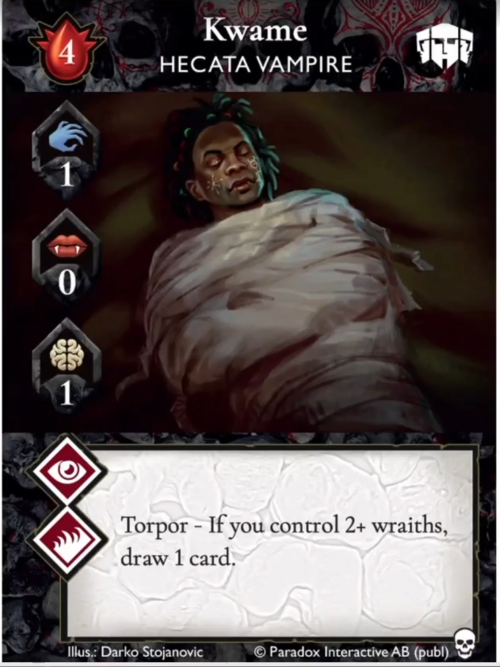 Kwame
4
HECATA VAMPIRE
1
0
1
Torpor - If you control 2+ wraiths,
draw 1 card.
Illus.: Darko Stojanovic © Paradox Interactive AB (publ)